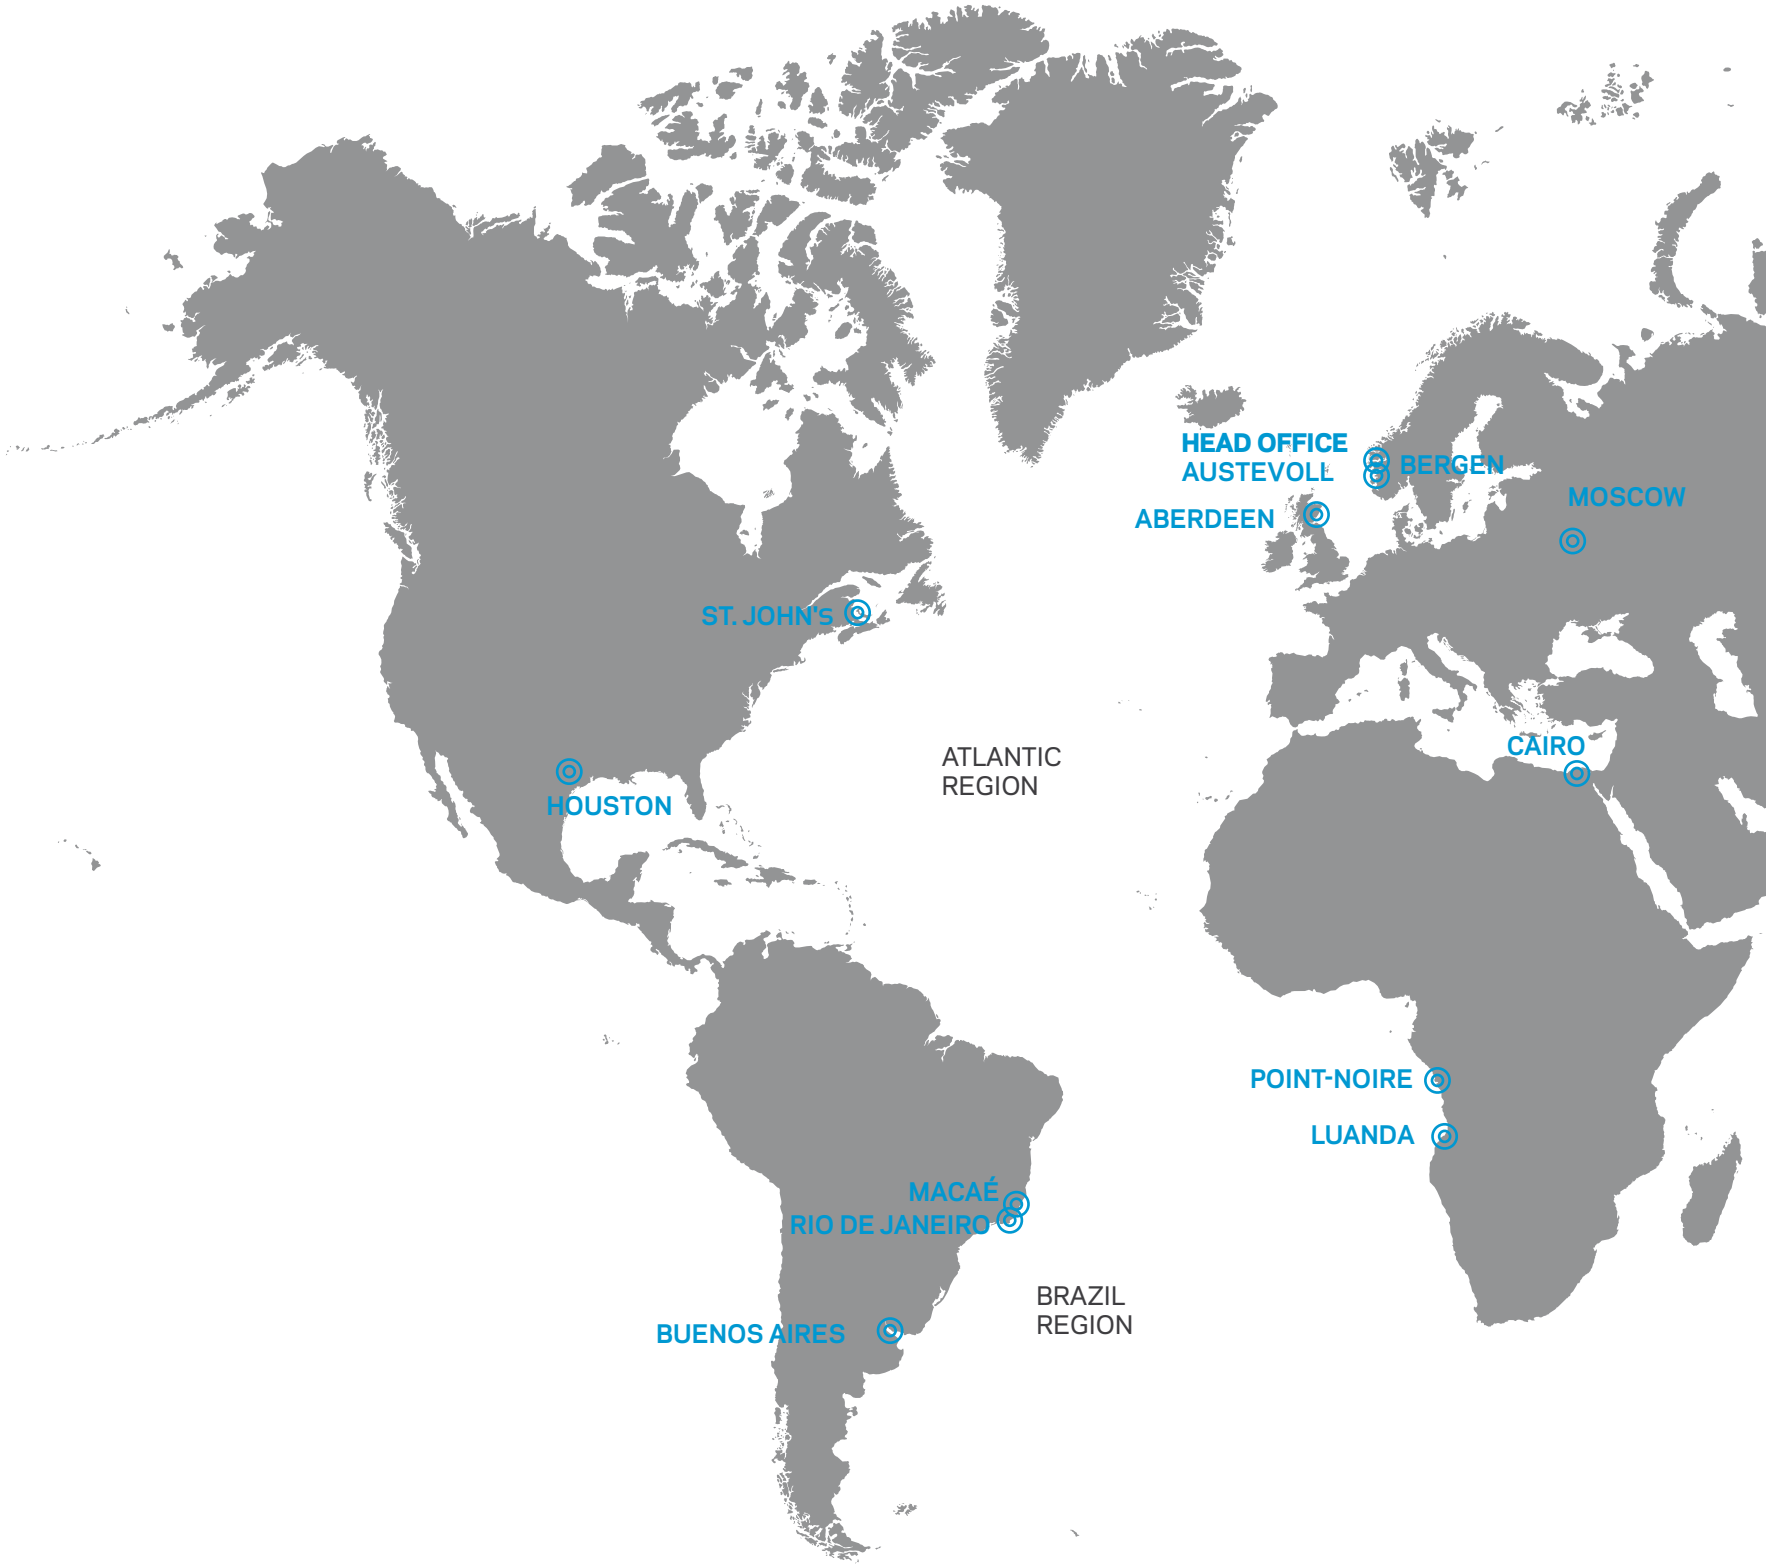 HEAD OFFICE
AUSTEVOLL
BERGEN
MOSCOW
ABERDEEN
ST. JOHN's
CAIRO
ATLANTIC
REGION
HOUSTON
POINT-NOIRE
LUANDA
MACAÉ
RIO DE JANEIRO
BRAZIL
REGION
BUENOS AIRES